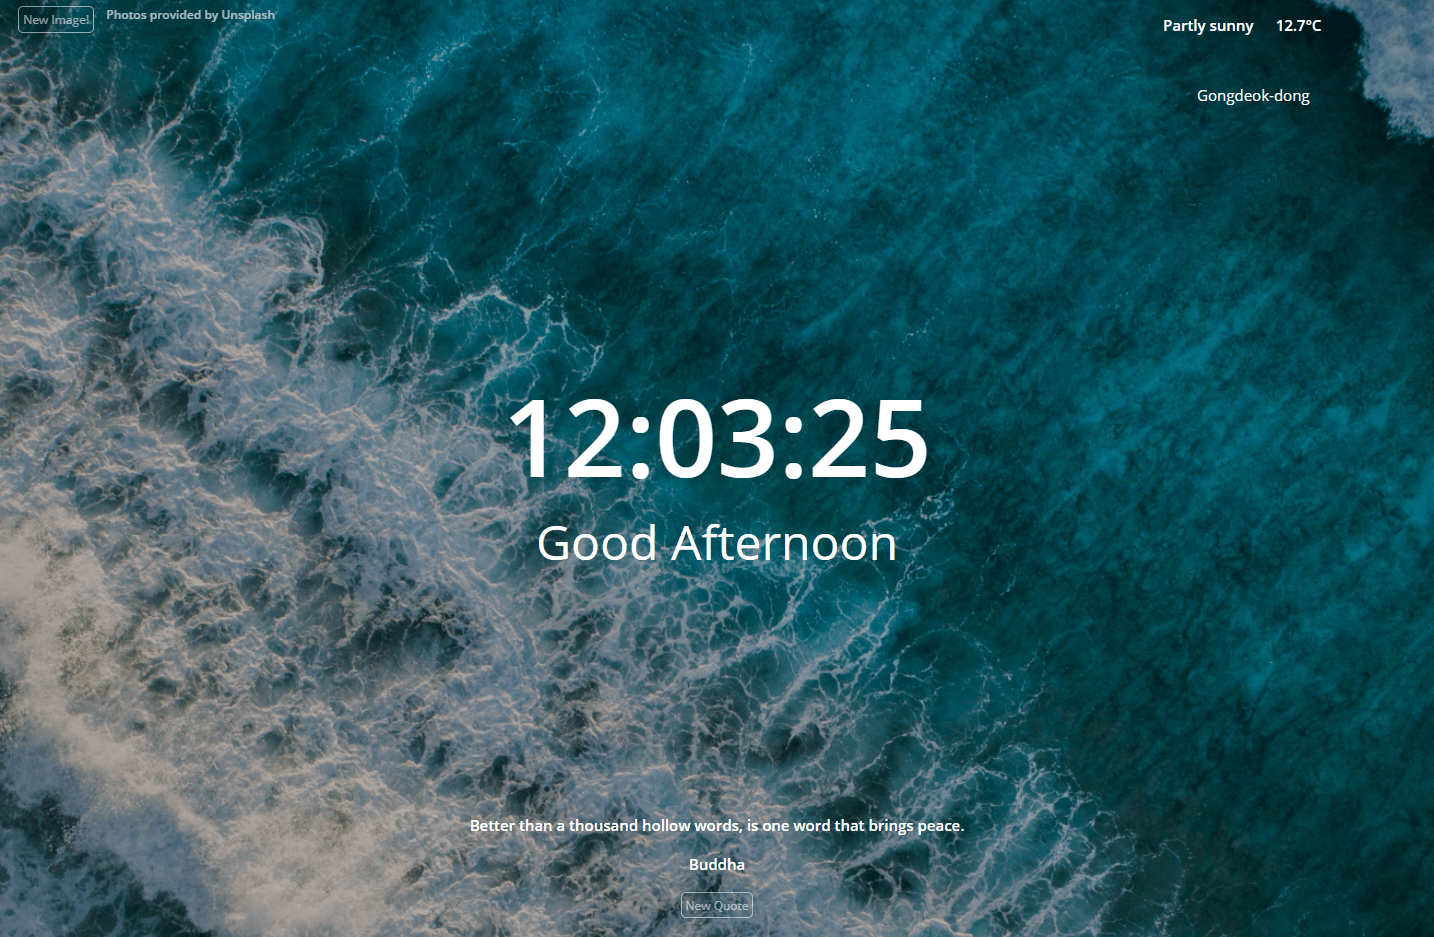 New Image!
Photos provided by Unsplash
Partly sunny 12.7°C
Gongdeok-dong
12:03:25
Good Afternoon
Better than a thousand hollow words, is one word that brings peace.
Buddha
New Quote